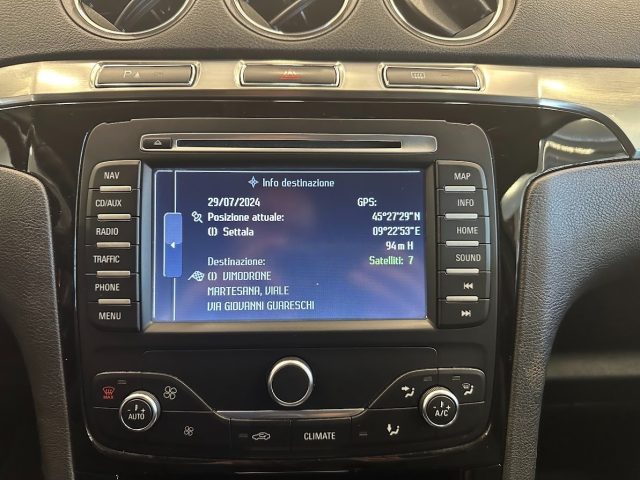 P
NAV
CD/AUX
RADIO
TRAFFIC
PHONE
MENU
MAP
INFO
HOME
SOUND
Info destinazione
29/07/2024 GPS:
Posizione attuale: 45°27'29"N
(I) Settala 09°22'53"E
94 m H
Destinazione: Satelliti: 7
(I) VIMODRONE
MARTESANA, VIALE
VIA GIOVANNI GUARESCHI
MAX
AUTO
CLIMATE
A/C